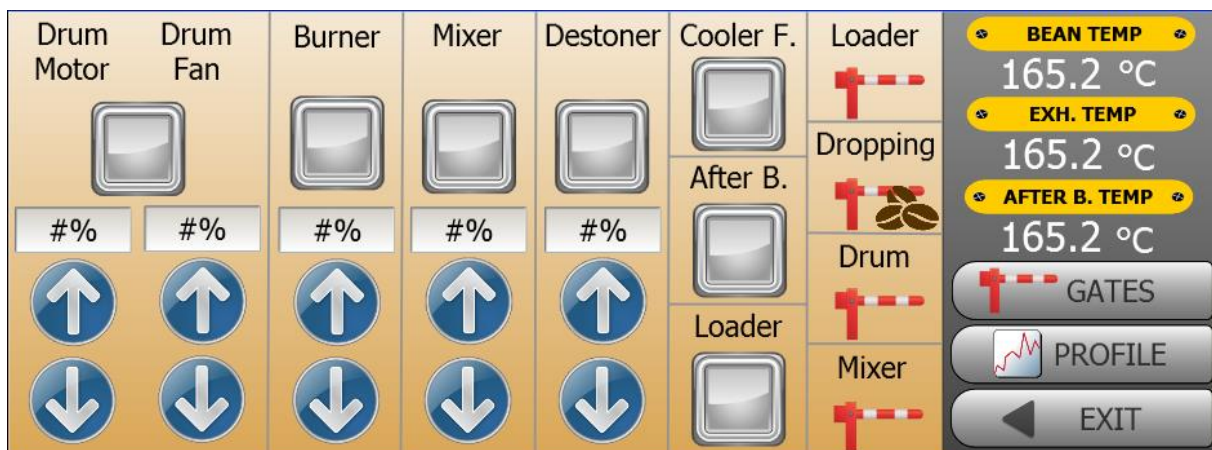 Drum
Motor
Drum
Fan
#%
#%
Burner
#%
Mixer
#%
Destoner
#%
Cooler F.
After B.
Loader
Loader
Dropping
Drum
Mixer
BEAN TEMP
165.2 °C
EXH. TEMP
165.2 °C
AFTER B. TEMP
165.2 °C
GATES
PROFILE
EXIT